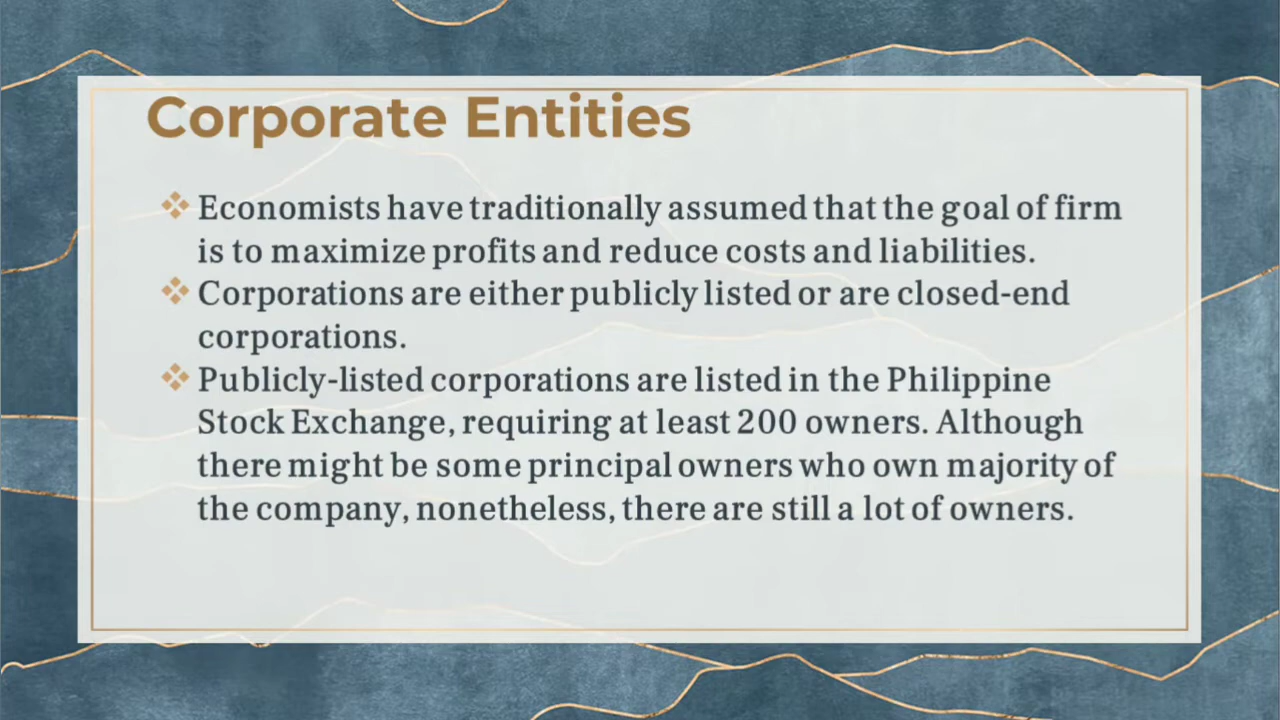 Corporate Entities
Economists have traditionally assumed that the goal of firm
is to maximize profits and reduce costs and liabilities.
Corporations are either publicly listed or are closed-end
corporations.
Publicly-listed corporations are listed in the Philippine
Stock Exchange, requiring at least 200 owners. Although
there might be some principal owners who own majority of
the company, nonetheless, there are still a lot of owners.